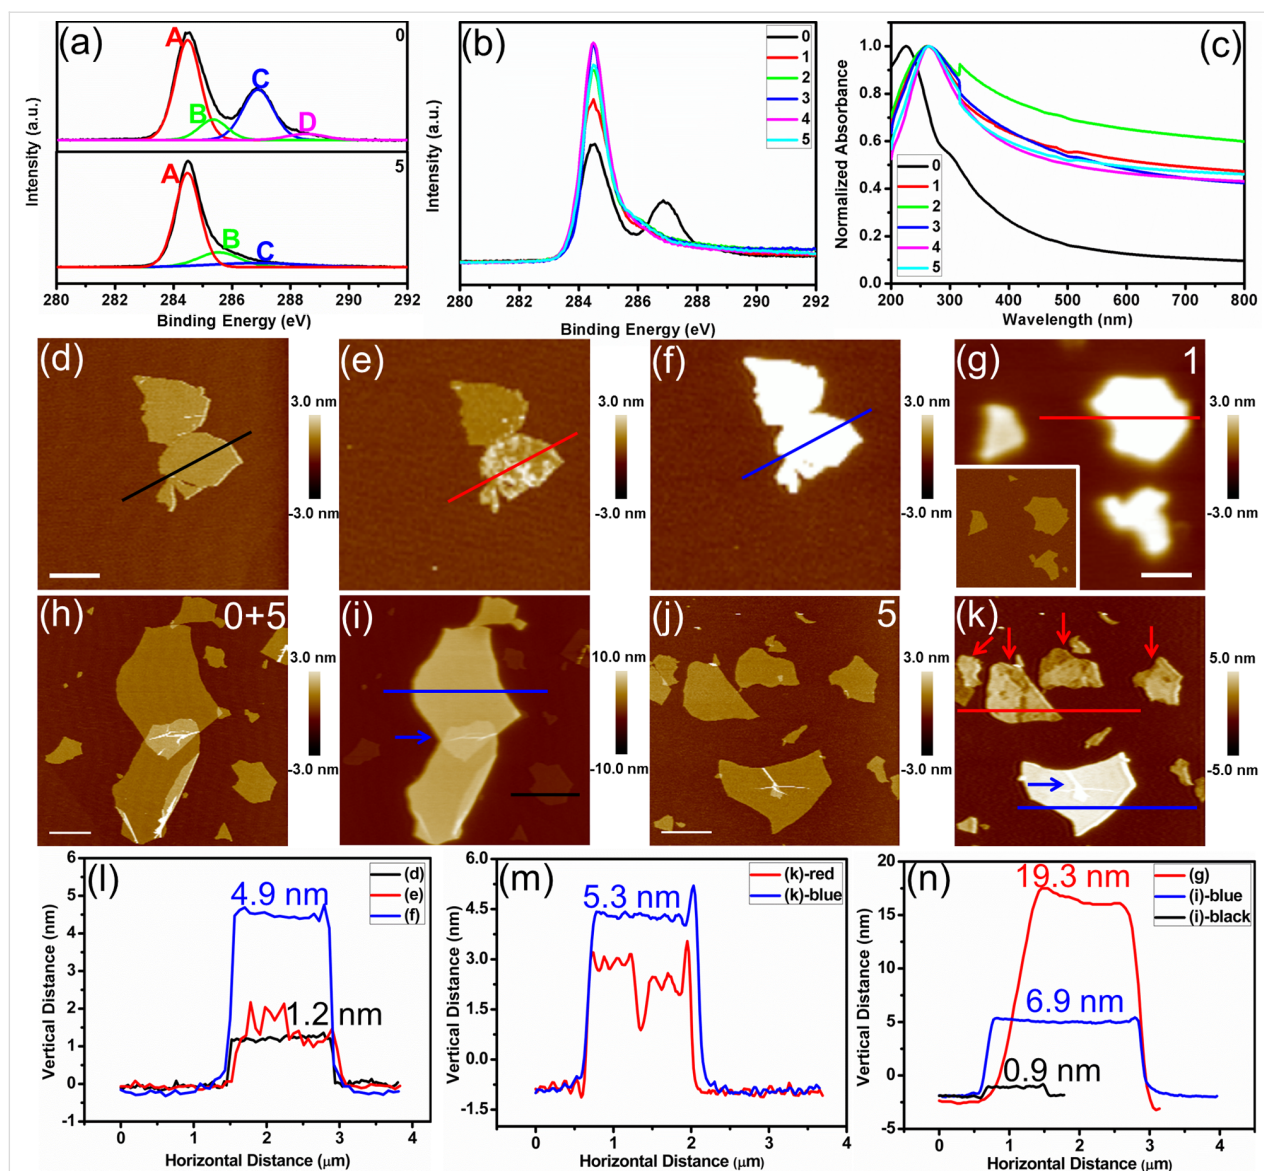 (a)
0
A
B
C
D
5
A
B
C
Intensity (a.u.)
Intensity (a.u.)
280 282 284 286 288 290 292
Binding Energy (eV)
(b)
0
1
2
3
4
5
Intensity (a.u.)
280 282 284 286 288 290 292
Binding Energy (eV)
(c)
1.0
0.8
0.6
0.4
0.2
0.0
Normalized Absorbance
0
1
2
3
4
5
200 300 400 500 600 700 800
Wavelength (nm)
(d)
3.0 nm
-3.0 nm
(e)
3.0 nm
-3.0 nm
(f)
3.0 nm
-3.0 nm
(g)
1
3.0 nm
-3.0 nm
(h)
0+5
3.0 nm
-3.0 nm
(i)
10.0 nm
-10.0 nm
(j)
5
3.0 nm
-3.0 nm
(k)
5.0 nm
-5.0 nm
(l)
6
5
4
3
2
1
0
-1
Vertical Distance (nm)
4.9 nm
1.2 nm
(d)
(e)
(f)
0 1 2 3 4
Horizontal Distance (μm)
(m)
6.0
4.5
3.0
1.5
0.0
-1.5
Vertical Distance (nm)
5.3 nm
(k)-red
(k)-blue
0 1 2 3 4
Horizontal Distance (μm)
(n)
20
15
10
5
0
-5
Vertical Distance (nm)
19.3 nm
6.9 nm
0.9 nm
(g)
(i)-blue
(i)-black
0 1 2 3 4
Horizontal Distance (μm)